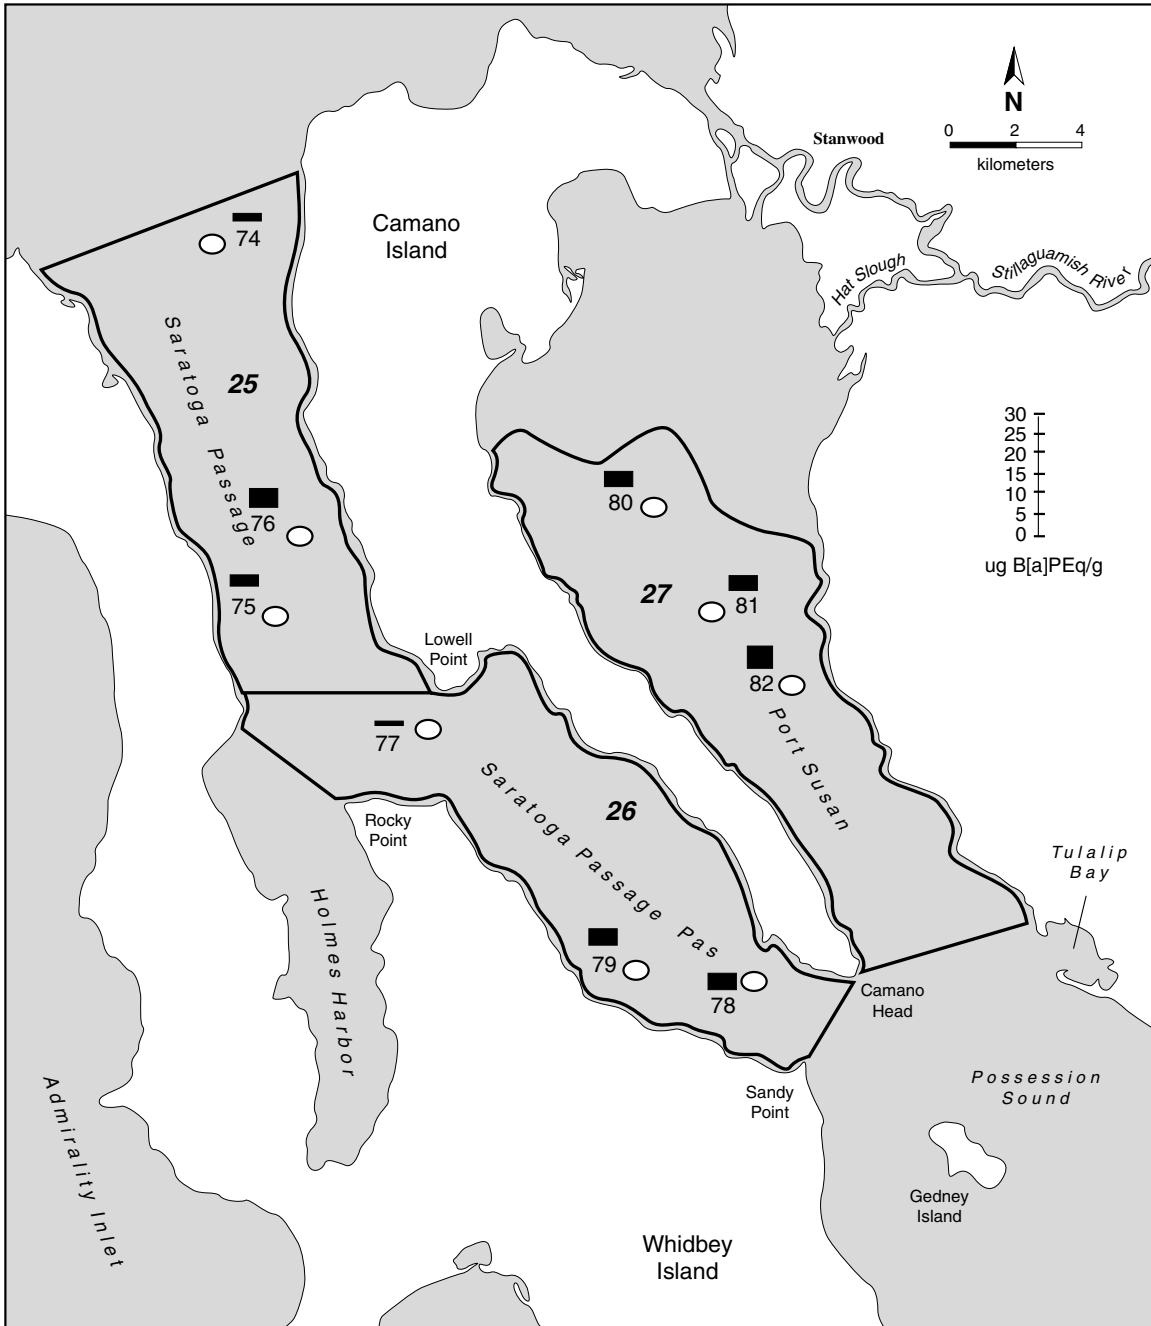 N
0 2 4
kilometers
Stanwood
Camano
Island
74
Hat Slough
Stillaguamish River
Saratoga Passage
25
30
25
20
15
10
5
0
ug B[a]PEq/g
76
80
75
27
81
82
Lowell
Point
77
Port Susan
Saratoga Passage Pas
26
Rocky
Point
Tulalip
Bay
Holmes Harbor
79
78
Camano
Head
Possession
Sound
Sandy
Point
Admirality Inlet
Gedney
Island
Whidbey
Island